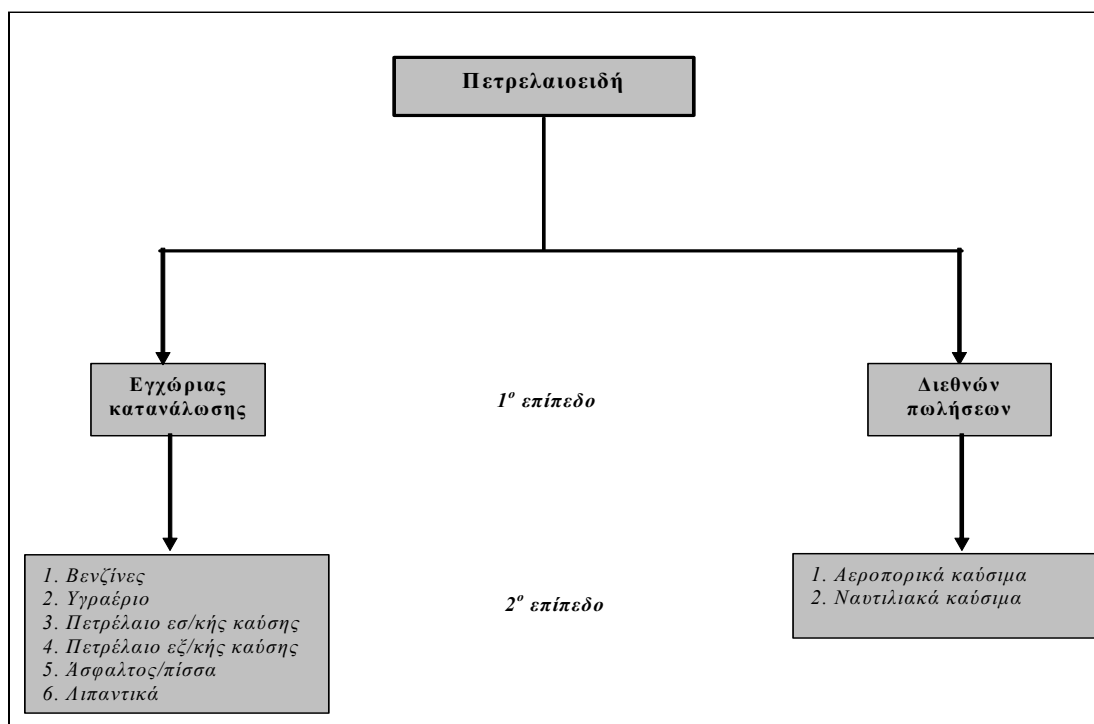 Πετρελαιοειδή
Εγχώριας
κατανάλωσης
1ο επίπεδο
Διεθνών
πωλήσεων
1. Βενζίνες
2. Υγραέριο
3. Πετρέλαιο εσ/κής καύσης
4. Πετρέλαιο εξ/κής καύσης
5. Άσφαλτος/πίσσα
6. Λιπαντικά
2ο επίπεδο
1. Αεροπορικά καύσιμα
2. Ναυτιλιακά καύσιμα